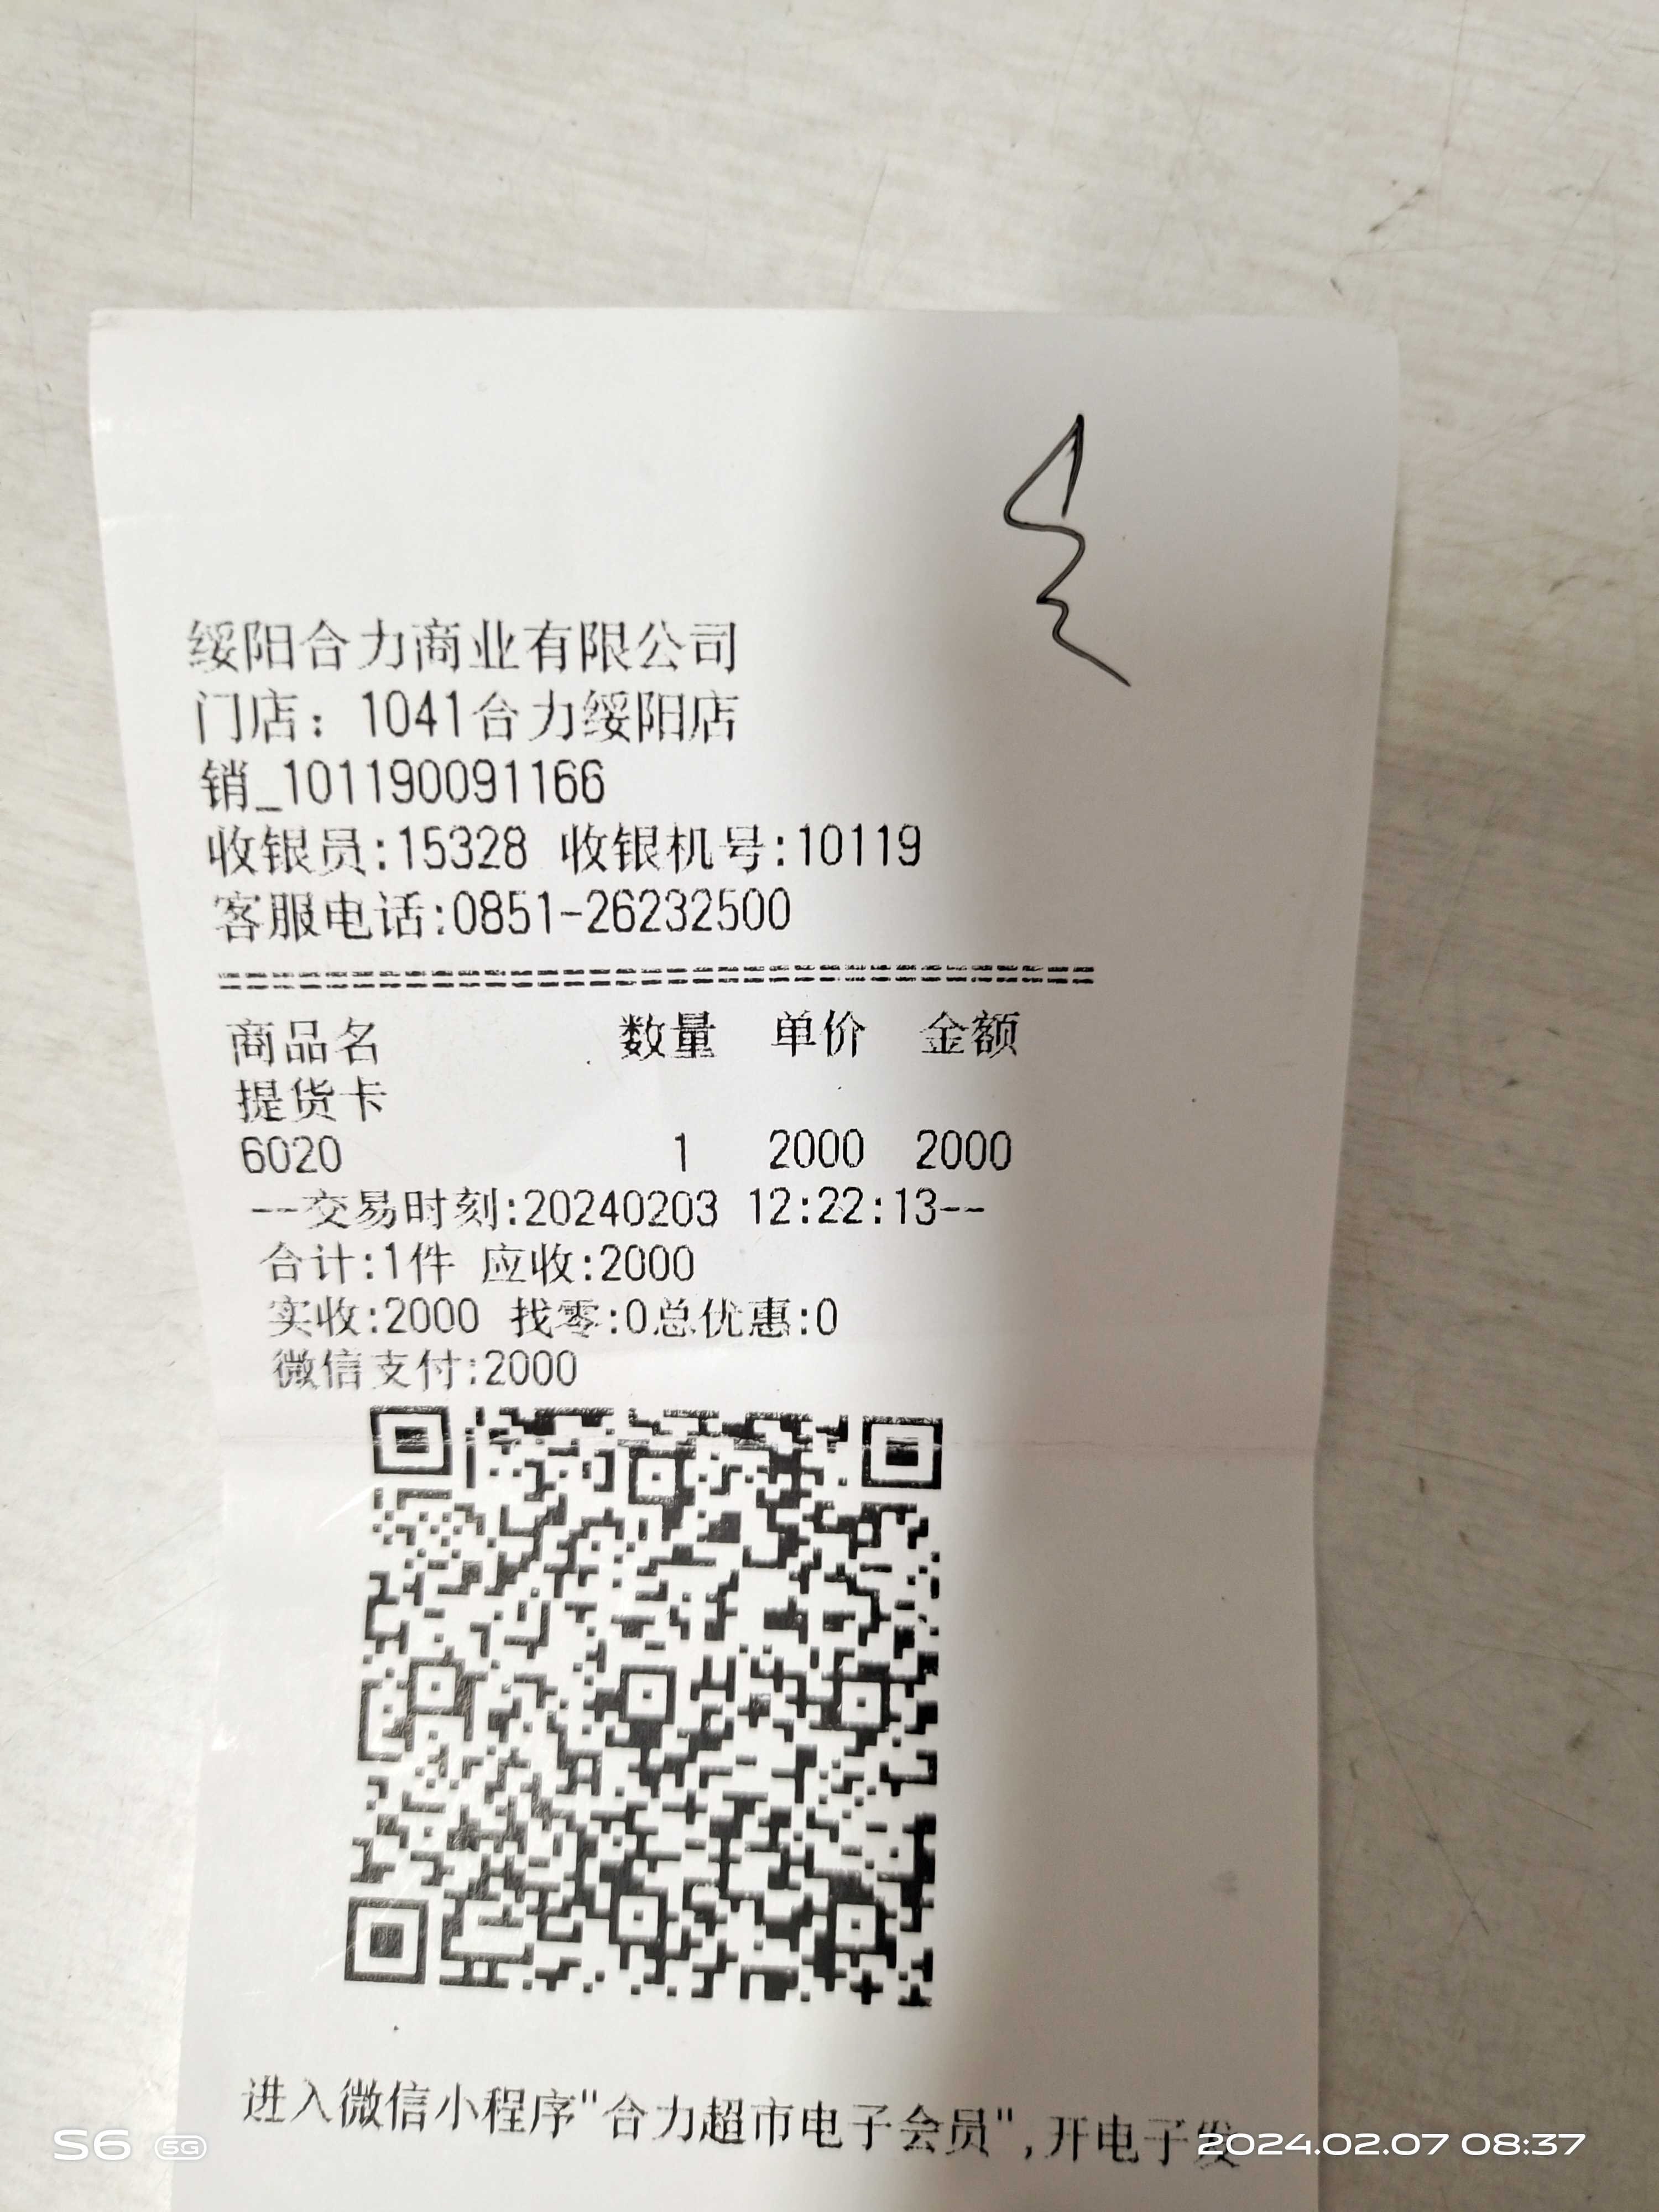 绥阳合力商业有限公司
门店：1041合力绥阳店
销_101190091166
收银员:15328 收银机号:10119
客服电话:0851-26232500
================================
商品名 数量 单价 金额
提货卡
6020 1 2000 2000
--交易时刻:20240203 12:22:13--
合计:1件 应收:2000
实收:2000 找零:0总优惠:0
微信支付:2000
进入微信小程序"合力超市电子会员",开电子发
S6 5G
2024.02.07 08:37